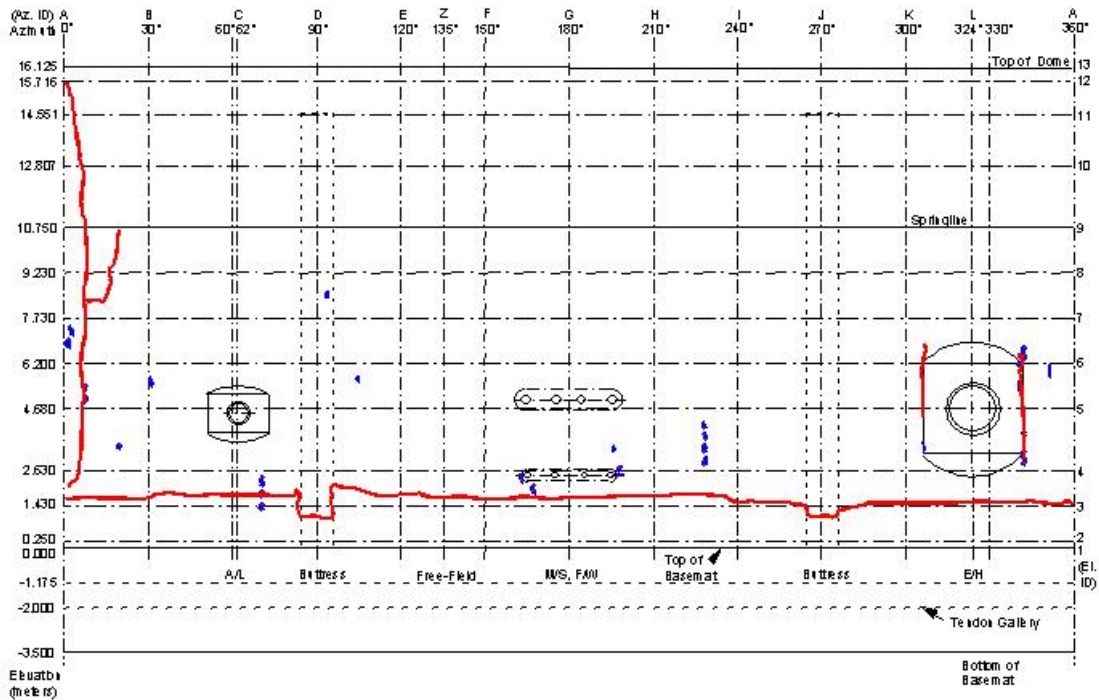 (Az. ID) A B C D E Z F G H I J K L A
Azimuth 0° 30° 60° 62° 90° 120° 135° 150° 180° 210° 240° 270° 300° 324° 330° 360°
16.125 Top of Dome 13
15.716 12
14.551 11
12.807 10
10.750 Springline 9
9.230 8
7.730 7
6.200 6
4.680 5
2.630 4
1.430 3
0.250 2
0.000 1
Top of
A/L Buttress Free-Field M/S, F/W Basemat Buttress E/H
(El.
ID)
-1.175
-2.000
Tendon Gallery
-3.500
Elevation
(meters)
Bottom of
Basemat